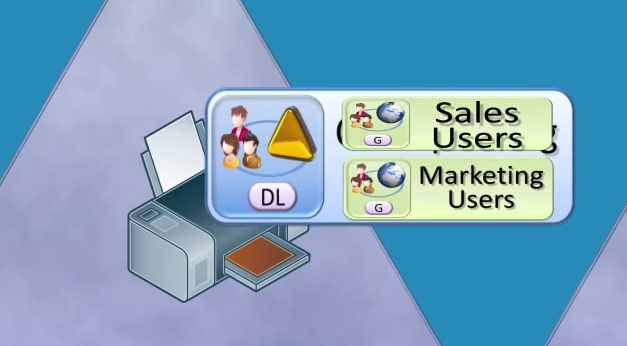 DL
G
Sales
Users
G
Marketing
Users